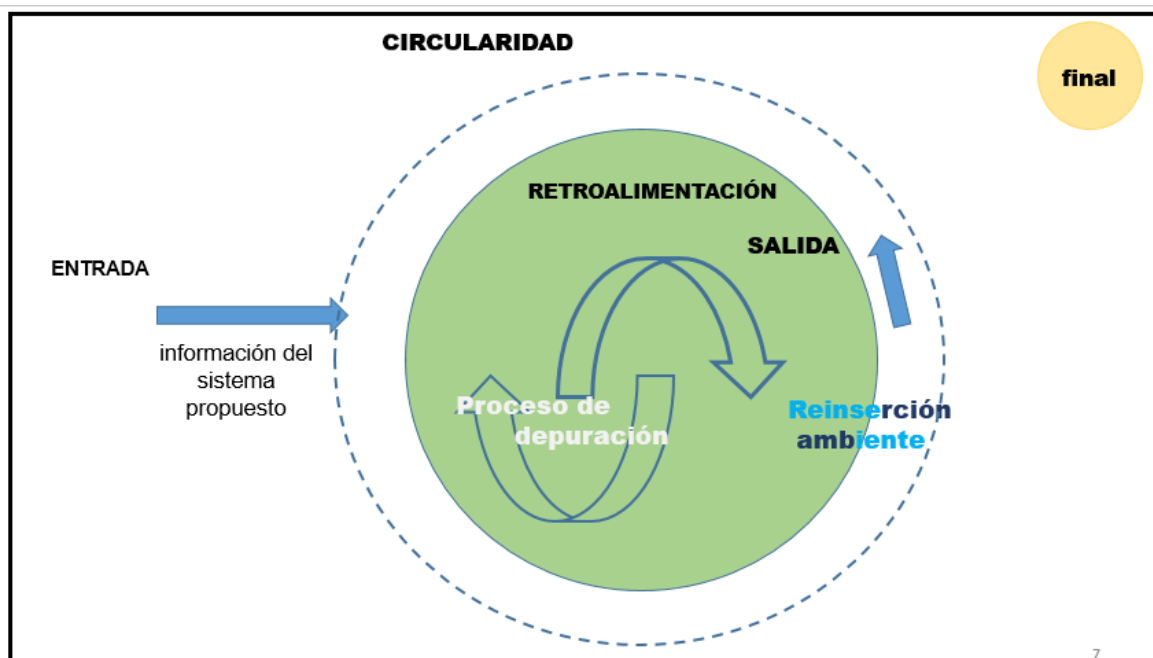 CIRCULARIDAD
final
RETROALIMENTACIÓN
SALIDA
ENTRADA
información del
sistema
propuesto
Proceso de
depuración
Reinserción
ambiente
7